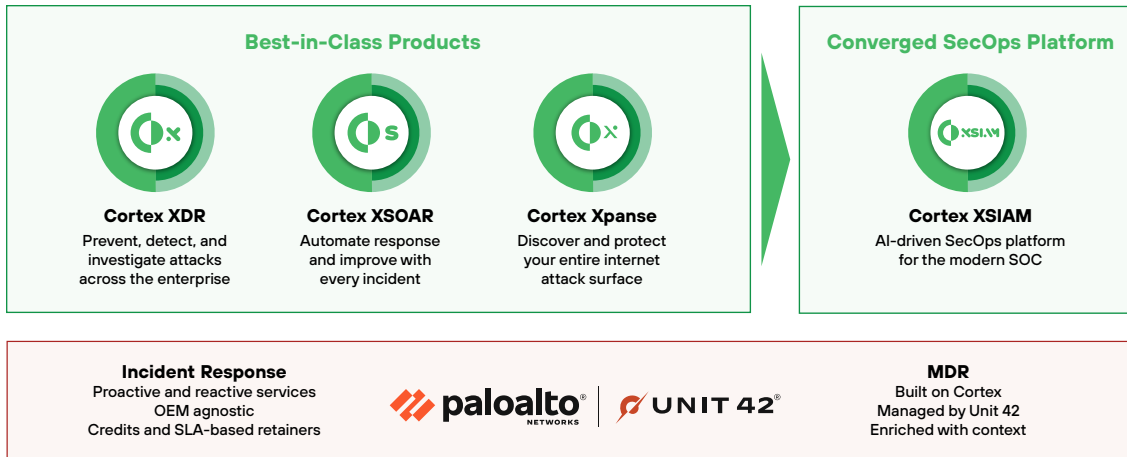 Best-in-Class Products
Converged SecOps Platform
X
S
X
XSIAM
Cortex XDR
Prevent, detect, and
investigate attacks
across the enterprise
Cortex XSOAR
Automate response
and improve with
every incident
Cortex Xpanse
Discover and protect
your entire internet
attack surface
Cortex XSIAM
AI-driven SecOps platform
for the modern SOC
Incident Response
Proactive and reactive services
OEM agnostic
Credits and SLA-based retainers
paloalto®
NETWORKS
UNIT 42®
MDR
Built on Cortex
Managed by Unit 42
Enriched with context